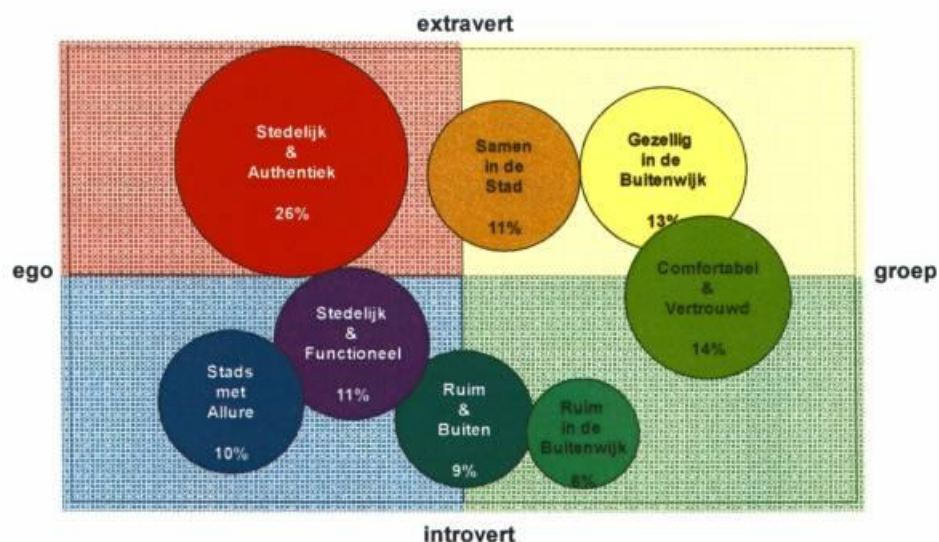 extravert
Stedelijk
&
Authentiek
26%
Samen
in de
Stad
11%
Gezellig
in de
Buitenwijk
13%
ego
groep
Comfortabel
&
Vertrouwd
14%
Stedelijk
&
Functioneel
11%
Stads
met
Allure
10%
Ruim
&
Buiten
9%
Ruim
in de
Buitenwijk
introvert